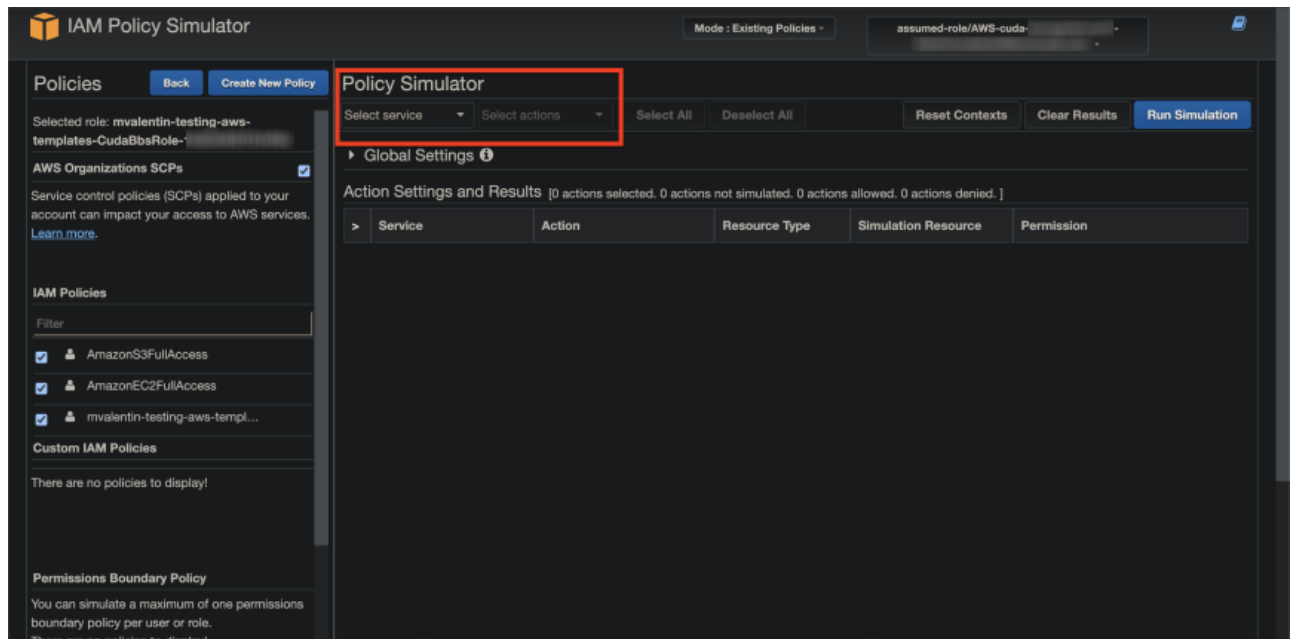 IAM Policy Simulator
Mode : Existing Policies
assumed-role/AWS-cuda-
Policies
Back
Create New Policy
Selected role: mvalentin-testing-aws-
templates-CudaBbsRole-
AWS Organizations SCPs
Service control policies (SCPs) applied to your
account can impact your access to AWS services.
Learn more.
IAM Policies
Filter
AmazonS3FullAccess
AmazonEC2FullAccess
mvalentin-testing-aws-templ...
Custom IAM Policies
There are no policies to display!
Permissions Boundary Policy
You can simulate a maximum of one permissions
boundary policy per user or role.
There are no policies to display!
Policy Simulator
Select service
Select actions
Select All
Deselect All
Reset Contexts
Clear Results
Run Simulation
Global Settings
Action Settings and Results [0 actions selected. 0 actions not simulated. 0 actions allowed. 0 actions denied. ]
> Service Action Resource Type Simulation Resource Permission